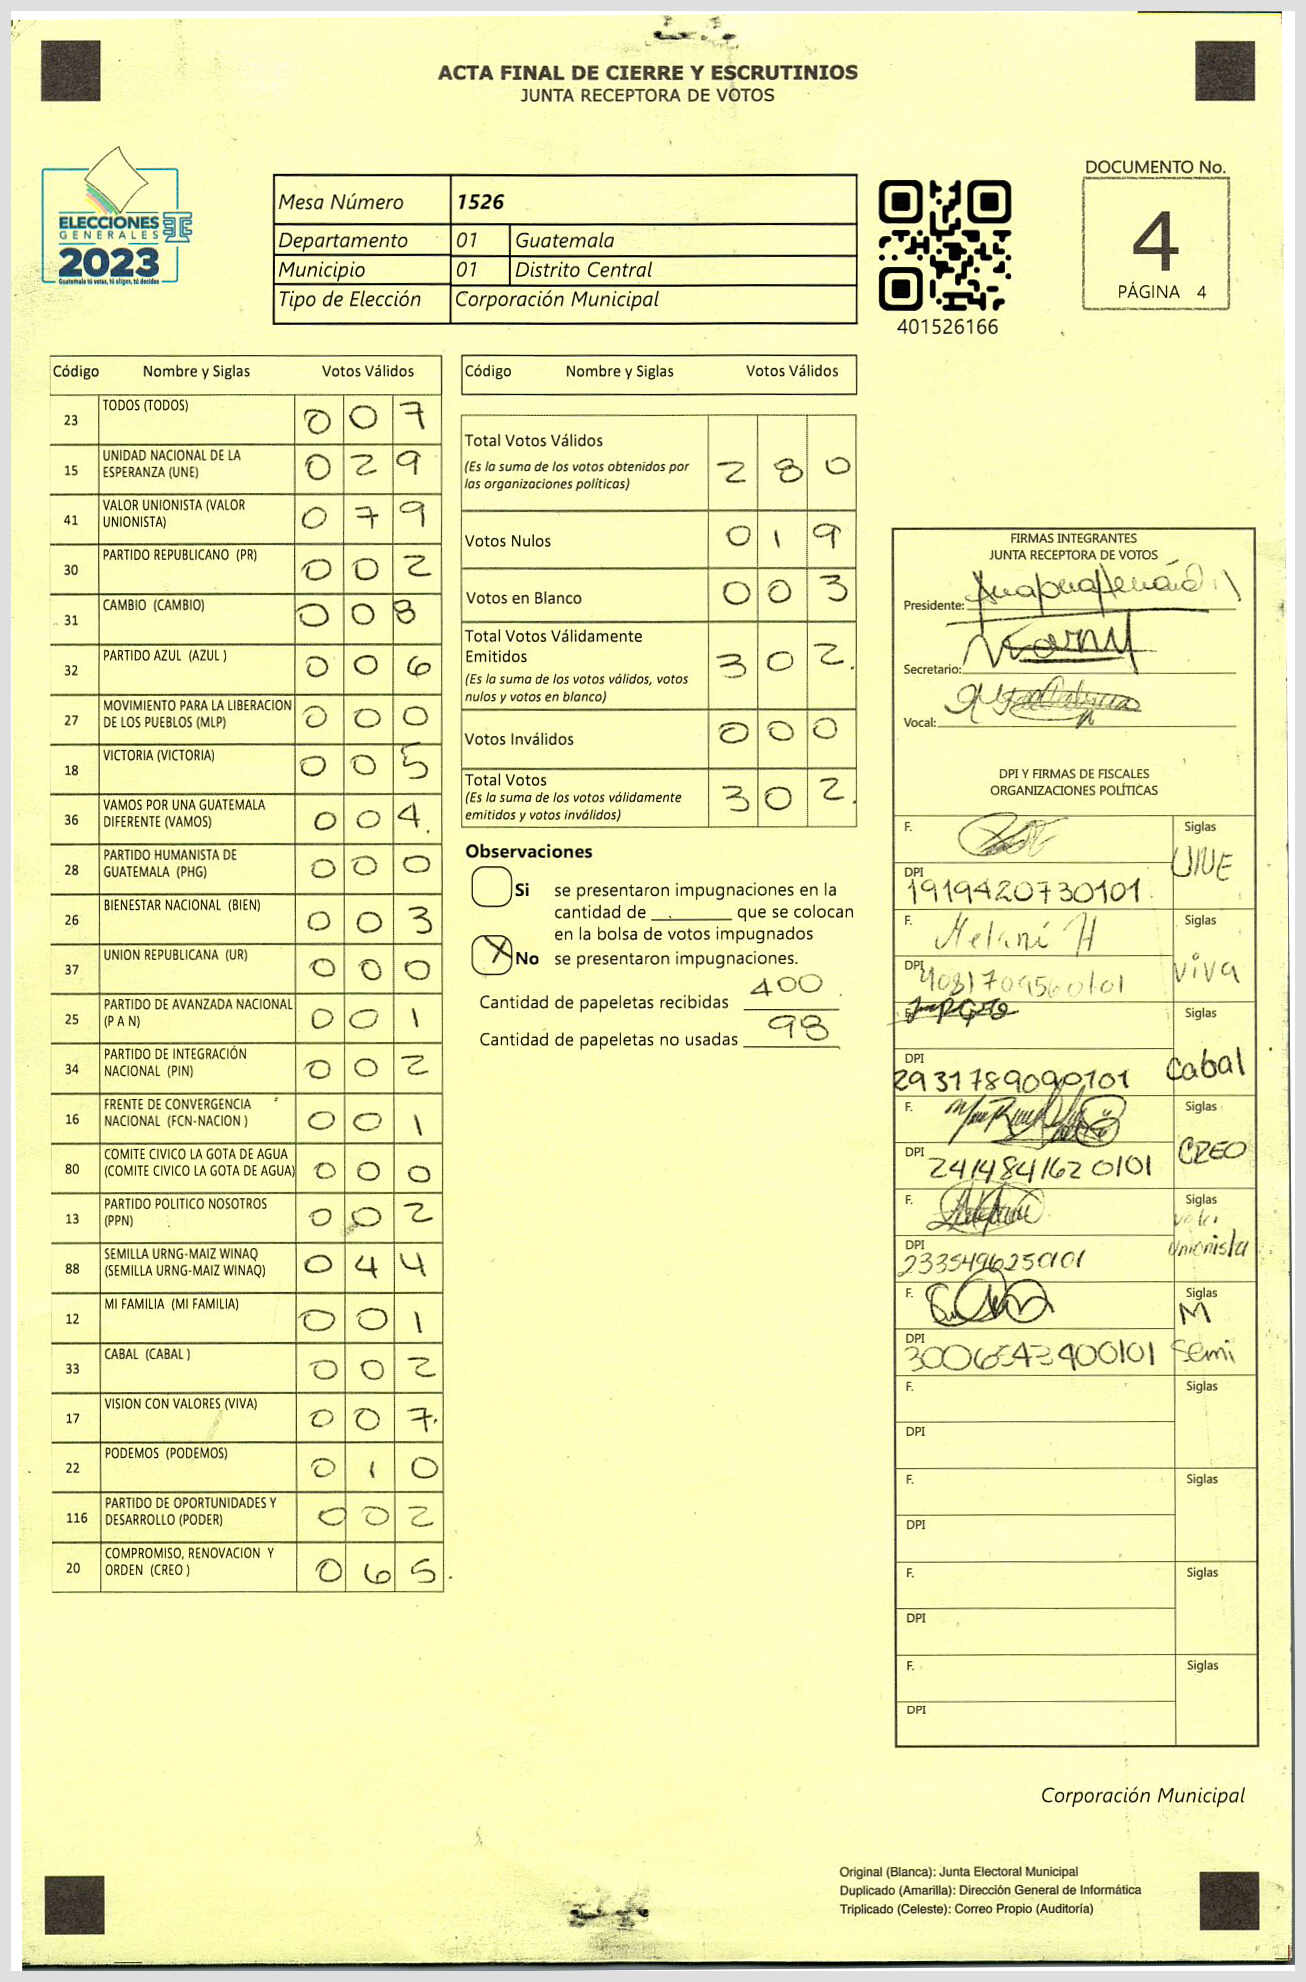 ACTA FINAL DE CIERRE Y ESCRUTINIOS
JUNTA RECEPTORA DE VOTOS
ELECCIONES
GENERALES
2023
Guatemala tú votas, tú eliges, tú decides
Mesa Número 1526
Departamento 01 Guatemala
Municipio 01 Distrito Central
Tipo de Elección Corporación Municipal
401526166
DOCUMENTO No.
4
PÁGINA 4
Código Nombre y Siglas Votos Válidos
23 TODOS (TODOS) 0 0 7
15 UNIDAD NACIONAL DE LA
ESPERANZA (UNE) 0 2 9
41 VALOR UNIONISTA (VALOR
UNIONISTA) 0 7 9
30 PARTIDO REPUBLICANO (PR) 0 0 2
31 CAMBIO (CAMBIO) 0 0 8
32 PARTIDO AZUL (AZUL ) 0 0 6
27 MOVIMIENTO PARA LA LIBERACION
DE LOS PUEBLOS (MLP) 0 0 0
18 VICTORIA (VICTORIA) 0 0 5
36 VAMOS POR UNA GUATEMALA
DIFERENTE (VAMOS) 0 0 4.
28 PARTIDO HUMANISTA DE
GUATEMALA (PHG) 0 0 0
26 BIENESTAR NACIONAL (BIEN) 0 0 3
37 UNION REPUBLICANA (UR) 0 0 0
25 PARTIDO DE AVANZADA NACIONAL
(P A N) 0 0 1
34 PARTIDO DE INTEGRACIÓN
NACIONAL (PIN) 0 0 2
16 FRENTE DE CONVERGENCIA
NACIONAL (FCN-NACION ) 0 0 1
80 COMITE CIVICO LA GOTA DE AGUA
(COMITE CIVICO LA GOTA DE AGUA) 0 0 0
13 PARTIDO POLITICO NOSOTROS
(PPN) 0 0 2
88 SEMILLA URNG-MAIZ WINAQ
(SEMILLA URNG-MAIZ WINAQ) 0 4 4
12 MI FAMILIA (MI FAMILIA) 0 0 1
33 CABAL (CABAL ) 0 0 2
17 VISION CON VALORES (VIVA) 0 0 7.
22 PODEMOS (PODEMOS) 0 1 0
116 PARTIDO DE OPORTUNIDADES Y
DESARROLLO (PODER) 0 0 2
20 COMPROMISO, RENOVACION Y
ORDEN (CREO ) 0 6 5.
Código Nombre y Siglas Votos Válidos
Total Votos Válidos
(Es la suma de los votos obtenidos por
las organizaciones políticas) 2 8 0
Votos Nulos 0 1 9
Votos en Blanco 0 0 3
Total Votos Válidamente
Emitidos 3 0 2.
(Es la suma de los votos válidos, votos
nulos y votos en blanco)
Votos Inválidos 0 0 0
Total Votos
(Es la suma de los votos válidamente
emitidos y votos inválidos) 3 0 2.
Observaciones
Si se presentaron impugnaciones en la
cantidad de ________ que se colocan
en la bolsa de votos impugnados
X No se presentaron impugnaciones.
Cantidad de papeletas recibidas 400
Cantidad de papeletas no usadas 98
FIRMAS INTEGRANTES
JUNTA RECEPTORA DE VOTOS
Presidente:
Secretario:
Vocal:
DPI Y FIRMAS DE FISCALES
ORGANIZACIONES POLÍTICAS
F. Siglas
UNE
DPI 1919420730101
F. Melaní H Siglas
viva
DPI 4081709560101
F. Siglas
Cabal
DPI 2931789090101
F. Siglas
CREO
DPI 2414841620101
F. Siglas
valor
unionista
DPI 2335496250101
F. Siglas
M
Semi
DPI 3006542400101
F. Siglas
DPI
F. Siglas
DPI
F. Siglas
DPI
F. Siglas
DPI
Corporación Municipal
Original (Blanca): Junta Electoral Municipal
Duplicado (Amarilla): Dirección General de Informática
Triplicado (Celeste): Correo Propio (Auditoría)